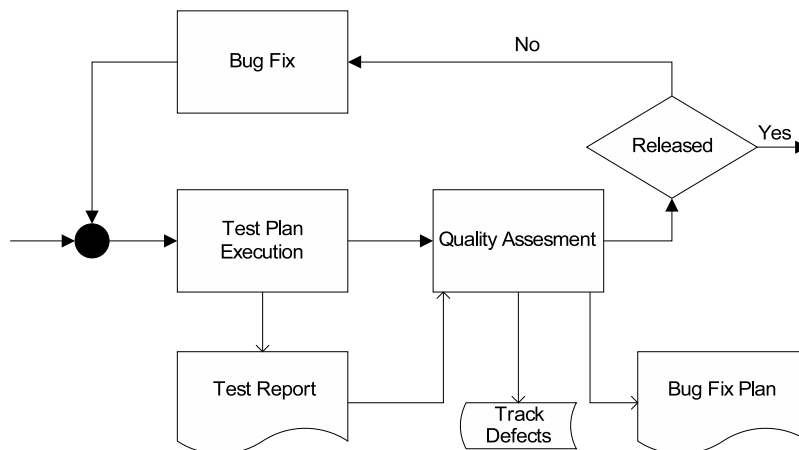 No
Bug Fix
Yes
Released
Test Plan
Execution
Quality Assesment
Test Report
Track
Defects
Bug Fix Plan